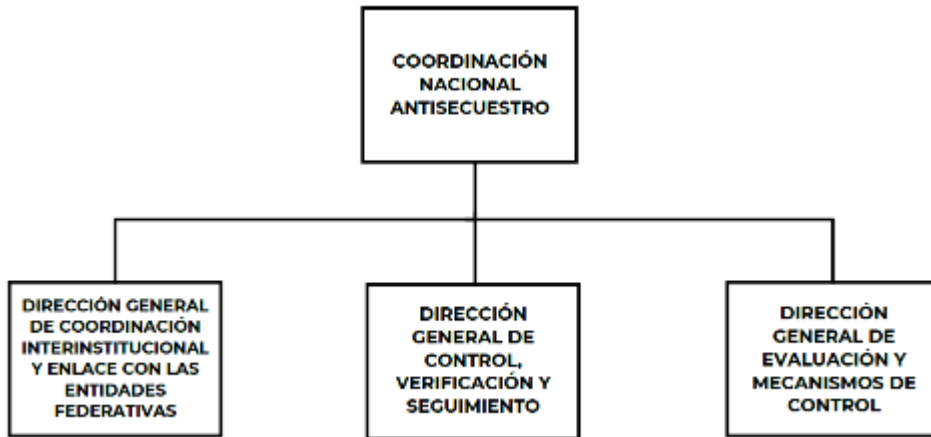 COORDINACIÓN
NACIONAL
ANTISECUESTRO
DIRECCIÓN GENERAL
DE COORDINACIÓN
INTERINSTITUCIONAL
Y ENLACE CON LAS
ENTIDADES
FEDERATIVAS
DIRECCIÓN
GENERAL DE
CONTROL,
VERIFICACIÓN Y
SEGUIMIENTO
DIRECCIÓN
GENERAL DE
EVALUACIÓN Y
MECANISMOS DE
CONTROL